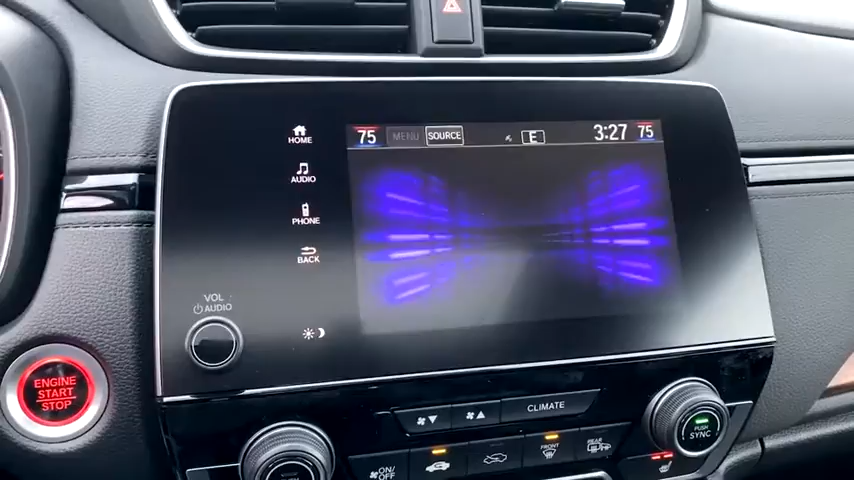 HOME
75 MENU SOURCE E 3:27 75
AUDIO
PHONE
BACK
VOL
AUDIO
ENGINE
START
STOP
CLIMATE
PUSH
SYNC
ON
OFF
FRONT
REAR